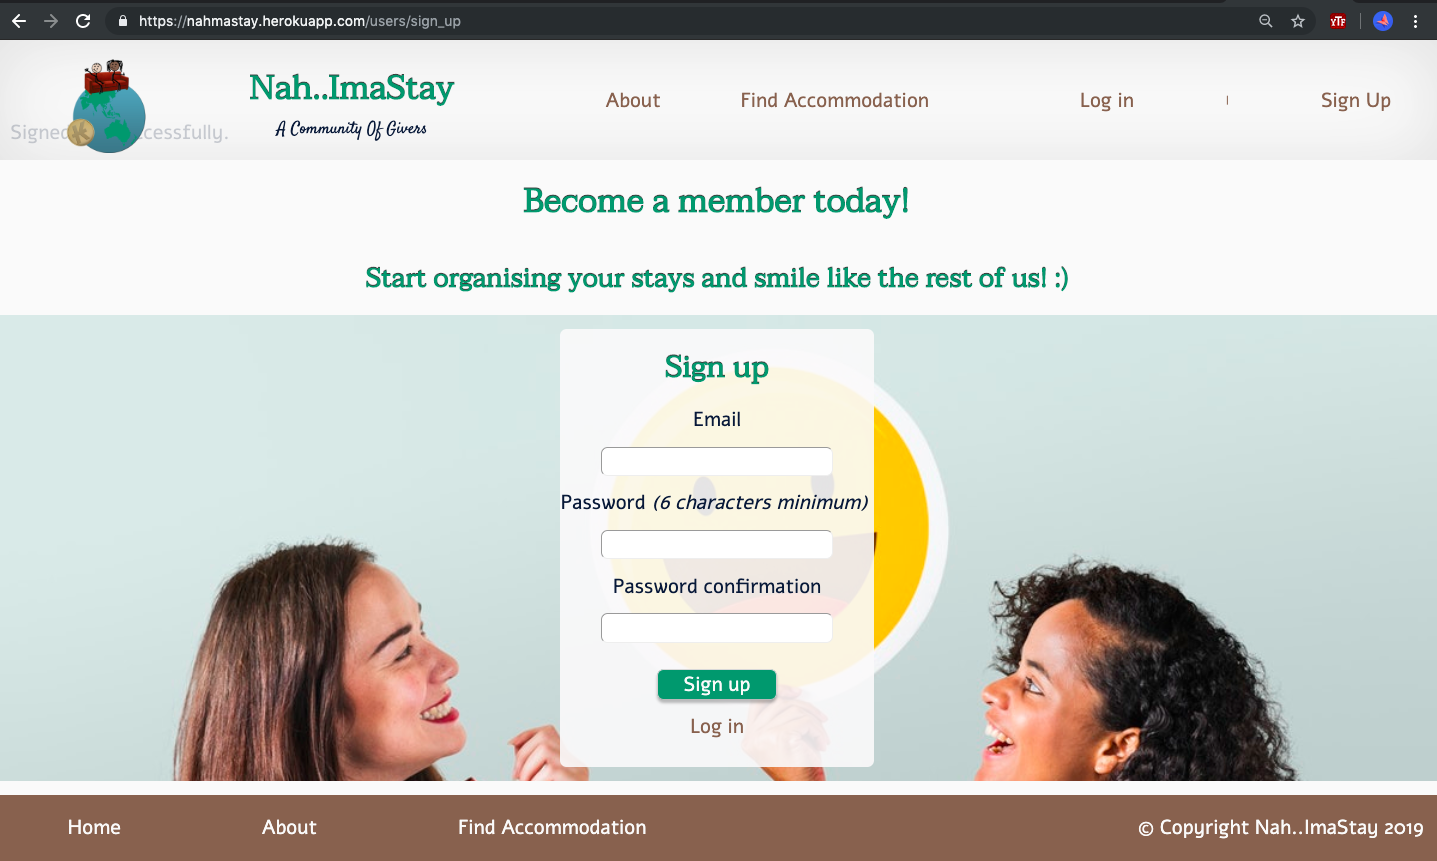 https://nahmastay.herokuapp.com/users/sign_up
YTF
Nah..ImaStay
A Community Of Givers
About
Find Accommodation
Log in
|
Sign Up
Signed cessfully.
Become a member today!
Start organising your stays and smile like the rest of us! :)
Sign up
Email
Password (6 characters minimum)
Password confirmation
Sign up
Log in
Home
About
Find Accommodation
© Copyright Nah..ImaStay 2019